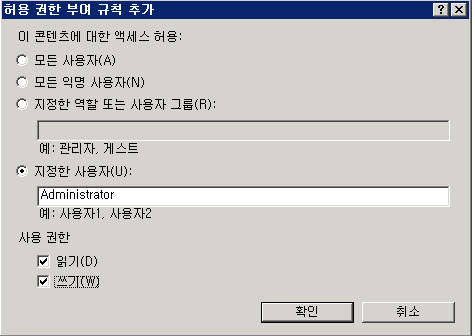 허용 권한 부여 규칙 추가
이 콘텐츠에 대한 액세스 허용:
모든 사용자(A)
모든 익명 사용자(N)
지정한 역할 또는 사용자 그룹(R):
예: 관리자, 게스트
지정한 사용자(U):
Administrator
예: 사용자1, 사용자2
사용 권한
읽기(D)
쓰기(W)
확인 취소